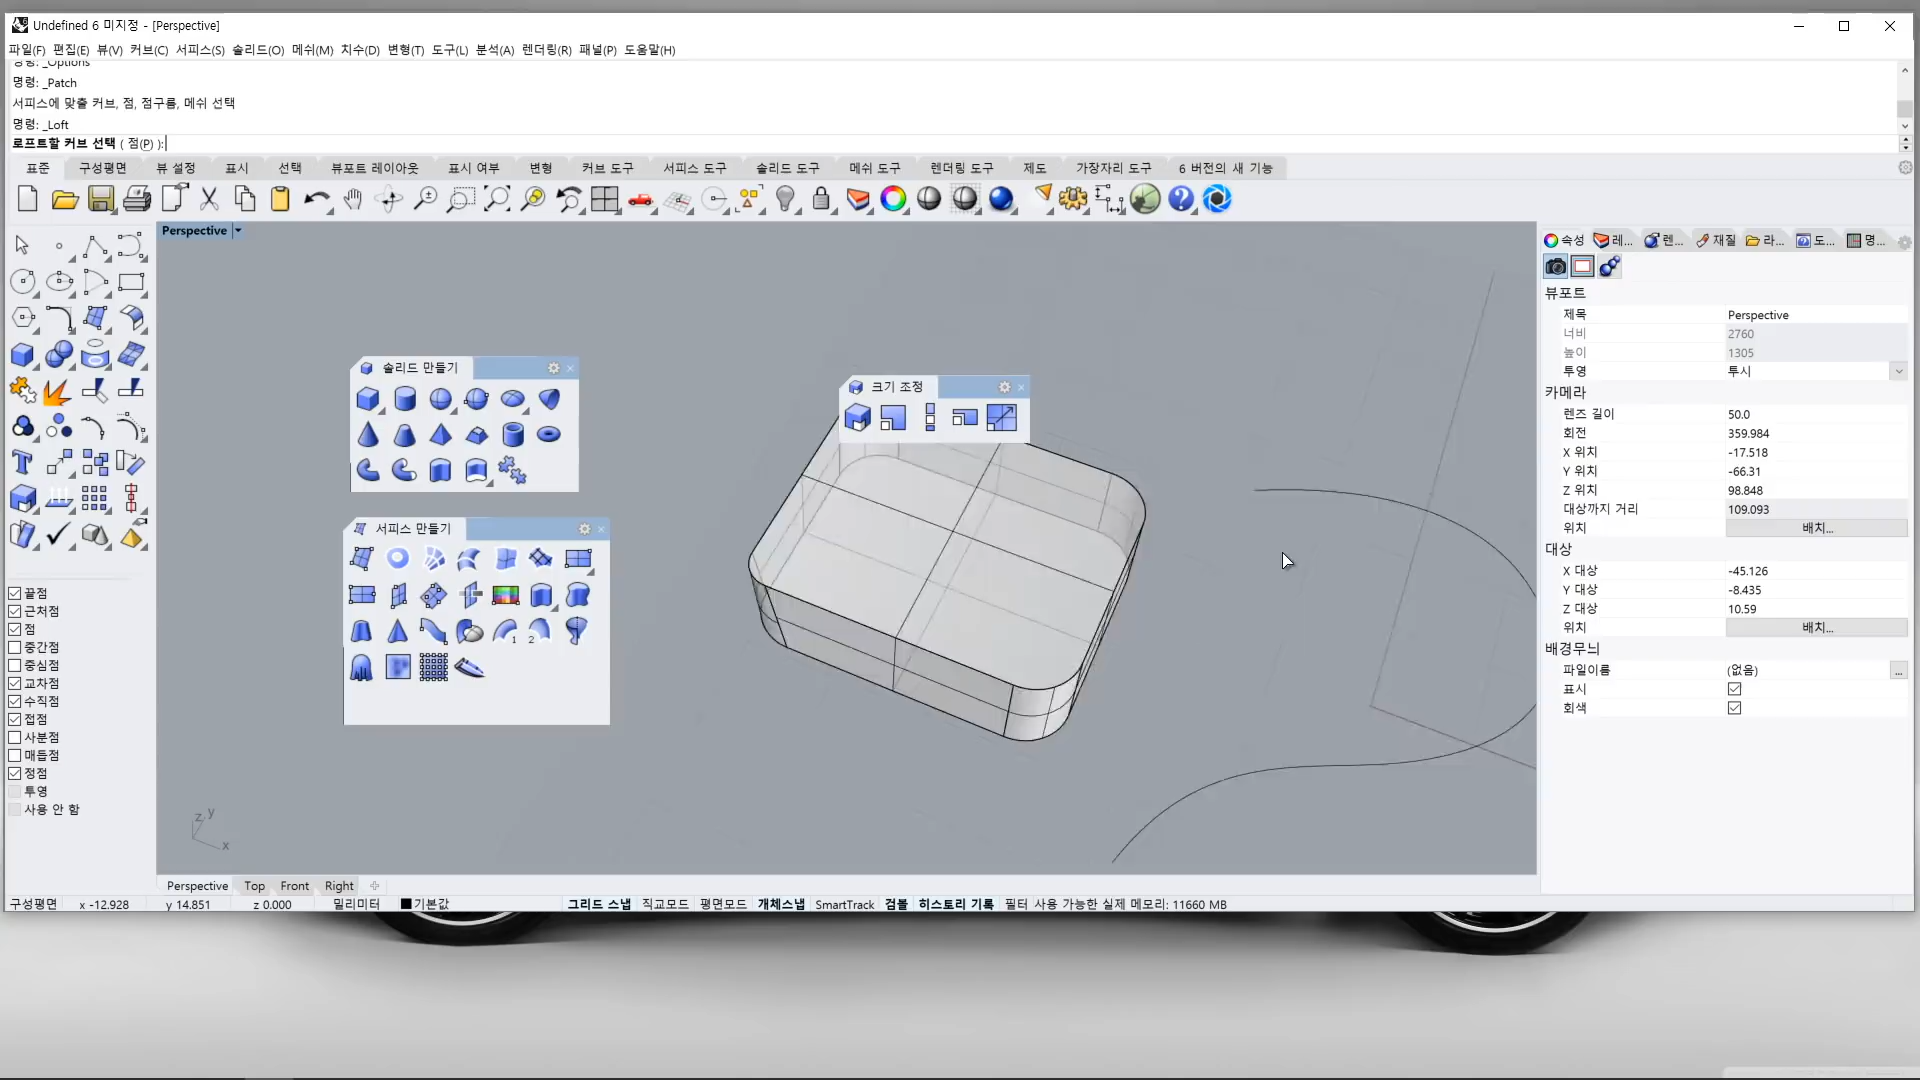 Undefined 6 미지정 - [Perspective]
파일(F) 편집(E) 뷰(V) 커브(C) 서피스(S) 솔리드(O) 메쉬(M) 치수(D) 변형(T) 도구(L) 분석(A) 렌더링(R) 패널(P) 도움말(H)
명령: _Options
명령: _Patch
서피스에 맞출 커브, 점, 점구름, 메쉬 선택
명령: _Loft
로프트할 커브 선택 ( 점(P) ):
표준 구성평면 뷰 설정 표시 선택 뷰포트 레이아웃 표시 여부 변형 커브 도구 서피스 도구 솔리드 도구 메쉬 도구 렌더링 도구 제도 가장자리 도구 6 버전의 새 기능
Perspective
솔리드 만들기
크기 조정
서피스 만들기
1 2
끝점
근처점
점
중간점
중심점
교차점
수직점
접점
사분점
매듭점
정점
투영
사용 안 함
z y
x
속성 레... 렌... 재질 라... 도... 명...
뷰포트
제목 Perspective
너비 2760
높이 1305
투영 투시
카메라
렌즈 길이 50.0
회전 359.984
X 위치 -17.518
Y 위치 -66.31
Z 위치 98.848
대상까지 거리 109.093
위치 배치...
대상
X 대상 -45.126
Y 대상 -8.435
Z 대상 10.59
위치 배치...
배경무늬
파일이름 (없음) ...
표시
회색
Perspective Top Front Right
구성평면 x -12.928 y 14.851 z 0.000 밀리미터 기본값 그리드 스냅 직교모드 평면모드 개체스냅 SmartTrack 검볼 히스토리 기록 필터 사용 가능한 실제 메모리: 11660 MB